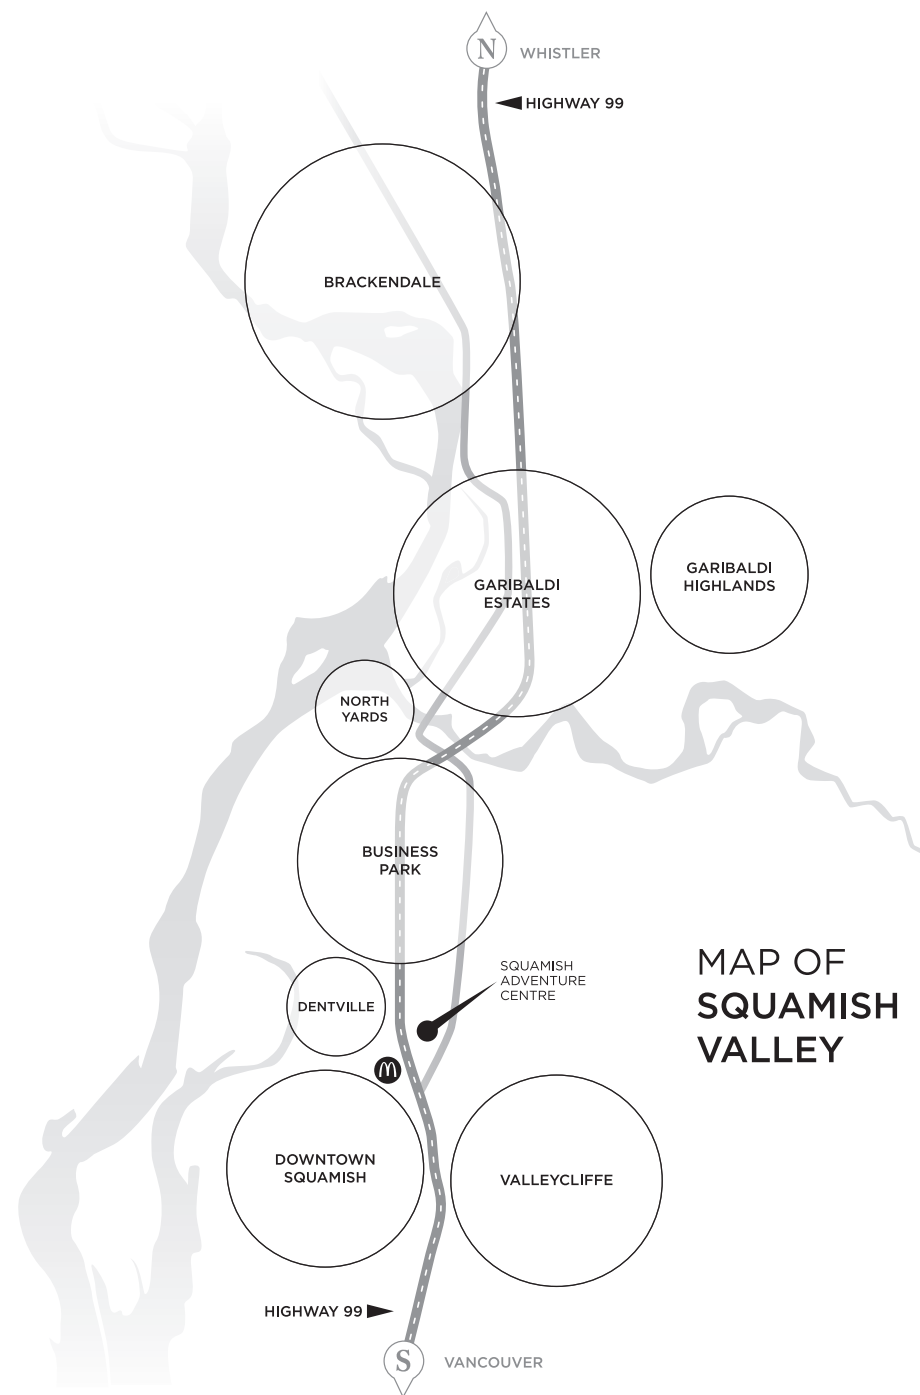 N
WHISTLER
HIGHWAY 99
BRACKENDALE
GARIBALDI
ESTATES
GARIBALDI
HIGHLANDS
NORTH
YARDS
BUSINESS
PARK
SQUAMISH
ADVENTURE
CENTRE
DENTVILLE
MAP OF
SQUAMISH
VALLEY
DOWNTOWN
SQUAMISH
VALLEYCLIFFE
HIGHWAY 99
S
VANCOUVER